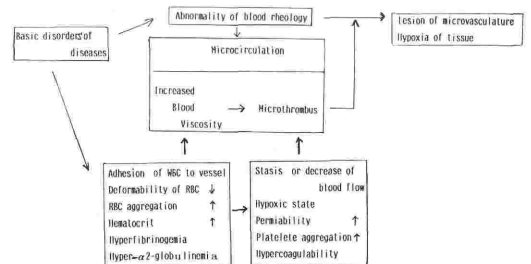 Abnormality of blood rheology
lesion of microvasculature
Hypoxia of tissue
Basic disorders of
diseases
Microcirculation
Increased
Blood → Microthrombus
Viscosity
Adhesion of WBC to vessel
Deformability of RBC ↓
RBC aggregation ↑
Hematocrit ↑
Hyperfibrinogemia
Hyper-α2-globulinemia
Stasis or decrease of
blood flow
Hypoxic state
Permiability ↑
Platelete aggregation ↑
Hypercoagulability